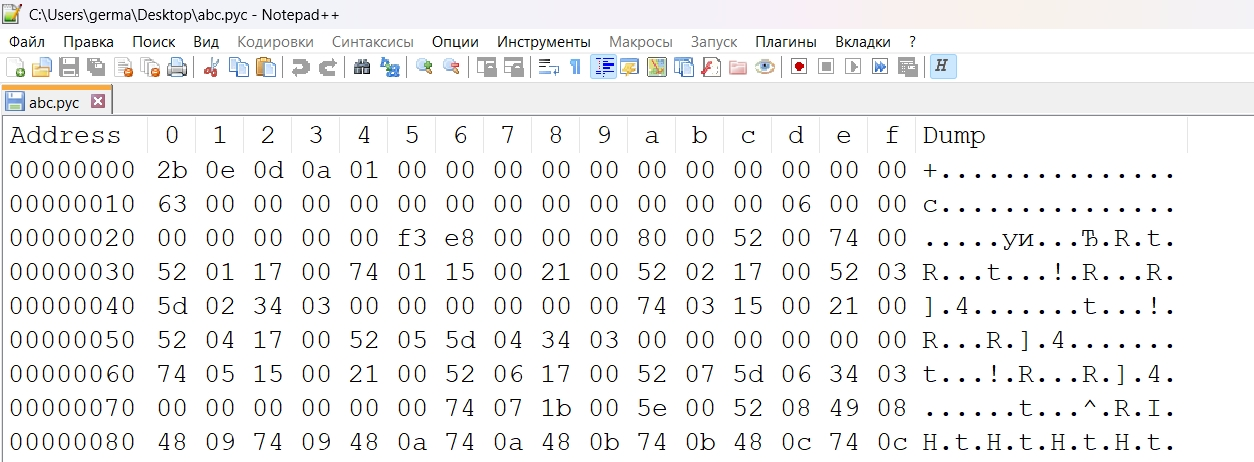 C:\Users\germa\Desktop\abc.pyc - Notepad++
Файл Правка Поиск Вид Кодировки Синтаксисы Опции Инструменты Макросы Запуск Плагины Вкладки ?
abc.pyc
Address 0 1 2 3 4 5 6 7 8 9 a b c d e f Dump
00000000 2b 0e 0d 0a 01 00 00 00 00 00 00 00 00 00 00 00 +...............
00000010 63 00 00 00 00 00 00 00 00 00 00 00 00 06 00 00 c...............
00000020 00 00 00 00 00 f3 e8 00 00 00 80 00 52 00 74 00 .....уи...Ђ.R.t.
00000030 52 01 17 00 74 01 15 00 21 00 52 02 17 00 52 03 R...t...!.R...R.
00000040 5d 02 34 03 00 00 00 00 00 00 74 03 15 00 21 00 ].4.......t...!.
00000050 52 04 17 00 52 05 5d 04 34 03 00 00 00 00 00 00 R...R.].4.......
00000060 74 05 15 00 21 00 52 06 17 00 52 07 5d 06 34 03 t...!.R...R.].4.
00000070 00 00 00 00 00 00 74 07 1b 00 5e 00 52 08 49 08 ......t...^.R.I.
00000080 48 09 74 09 48 0a 74 0a 48 0b 74 0b 48 0c 74 0c H.t.H.t.H.t.H.t.